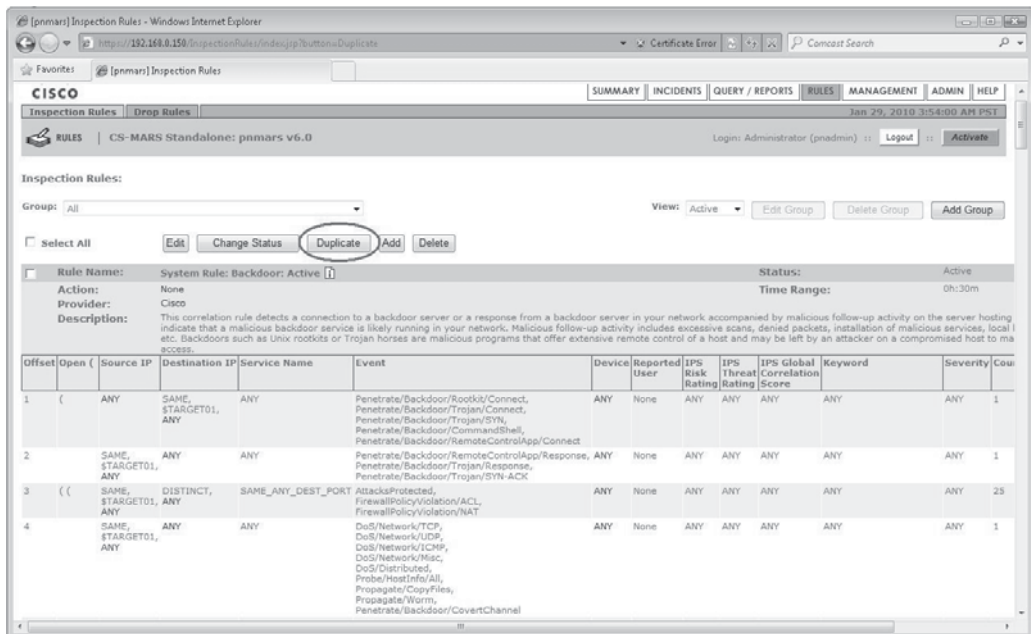 [pnmars] Inspection Rules - Windows Internet Explorer
https://192.168.0.150/InspectionRules/index.jsp?button=Duplicate
Certificate Error
Comcast Search
Favorites
[pnmars] Inspection Rules
CISCO
SUMMARY INCIDENTS QUERY / REPORTS RULES MANAGEMENT ADMIN HELP
Inspection Rules Drop Rules Jan 29, 2010 3:54:00 AM PST
RULES | CS-MARS Standalone: pnmars v6.0 Login: Administrator (pnadmin) :: Logout :: Activate
Inspection Rules:
Group: All View: Active Edit Group Delete Group Add Group
Select All Edit Change Status Duplicate Add Delete
Rule Name: System Rule: Backdoor: Active Status: Active
Action: None Time Range: 0h:30m
Provider: Cisco
Description: This correlation rule detects a connection to a backdoor server or a response from a backdoor server in your network accompanied by malicious follow-up activity on the server hosting
indicate that a malicious backdoor service is likely running in your network. Malicious follow-up activity includes excessive scans, denied packets, installation of malicious services, local
etc. Backdoors such as Unix rootkits or Trojan horses are malicious programs that offer extensive remote control of a host and may be left by an attacker on a compromised host to ma
access.
Offset Open ( Source IP Destination IP Service Name Event Device Reported User IPS Risk Rating IPS Threat Rating IPS Global Correlation Score Keyword Severity Cou
1 ( ANY SAME, $TARGET01, ANY ANY Penetrate/Backdoor/Rootkit/Connect, ANY None ANY ANY ANY ANY ANY 1
Penetrate/Backdoor/Trojan/Connect,
Penetrate/Backdoor/Trojan/SYN,
Penetrate/Backdoor/CommandShell,
Penetrate/Backdoor/RemoteControlApp/Connect
2 SAME, $TARGET01, ANY ANY ANY Penetrate/Backdoor/RemoteControlApp/Response, ANY None ANY ANY ANY ANY ANY 1
Penetrate/Backdoor/Trojan/Response,
Penetrate/Backdoor/Trojan/SYN-ACK
3 ( ( SAME, $TARGET01, ANY DISTINCT, ANY SAME_ANY_DEST_PORT AttacksProtected, ANY None ANY ANY ANY ANY ANY 25
FirewallPolicyViolation/ACL,
FirewallPolicyViolation/NAT
4 SAME, $TARGET01, ANY ANY ANY DoS/Network/TCP, ANY None ANY ANY ANY ANY ANY 1
DoS/Network/UDP,
DoS/Network/ICMP,
DoS/Network/Misc,
DoS/Distributed,
Probe/HostInfo/All,
Propagate/CopyFiles,
Propagate/Worm,
Penetrate/Backdoor/CovertChannel